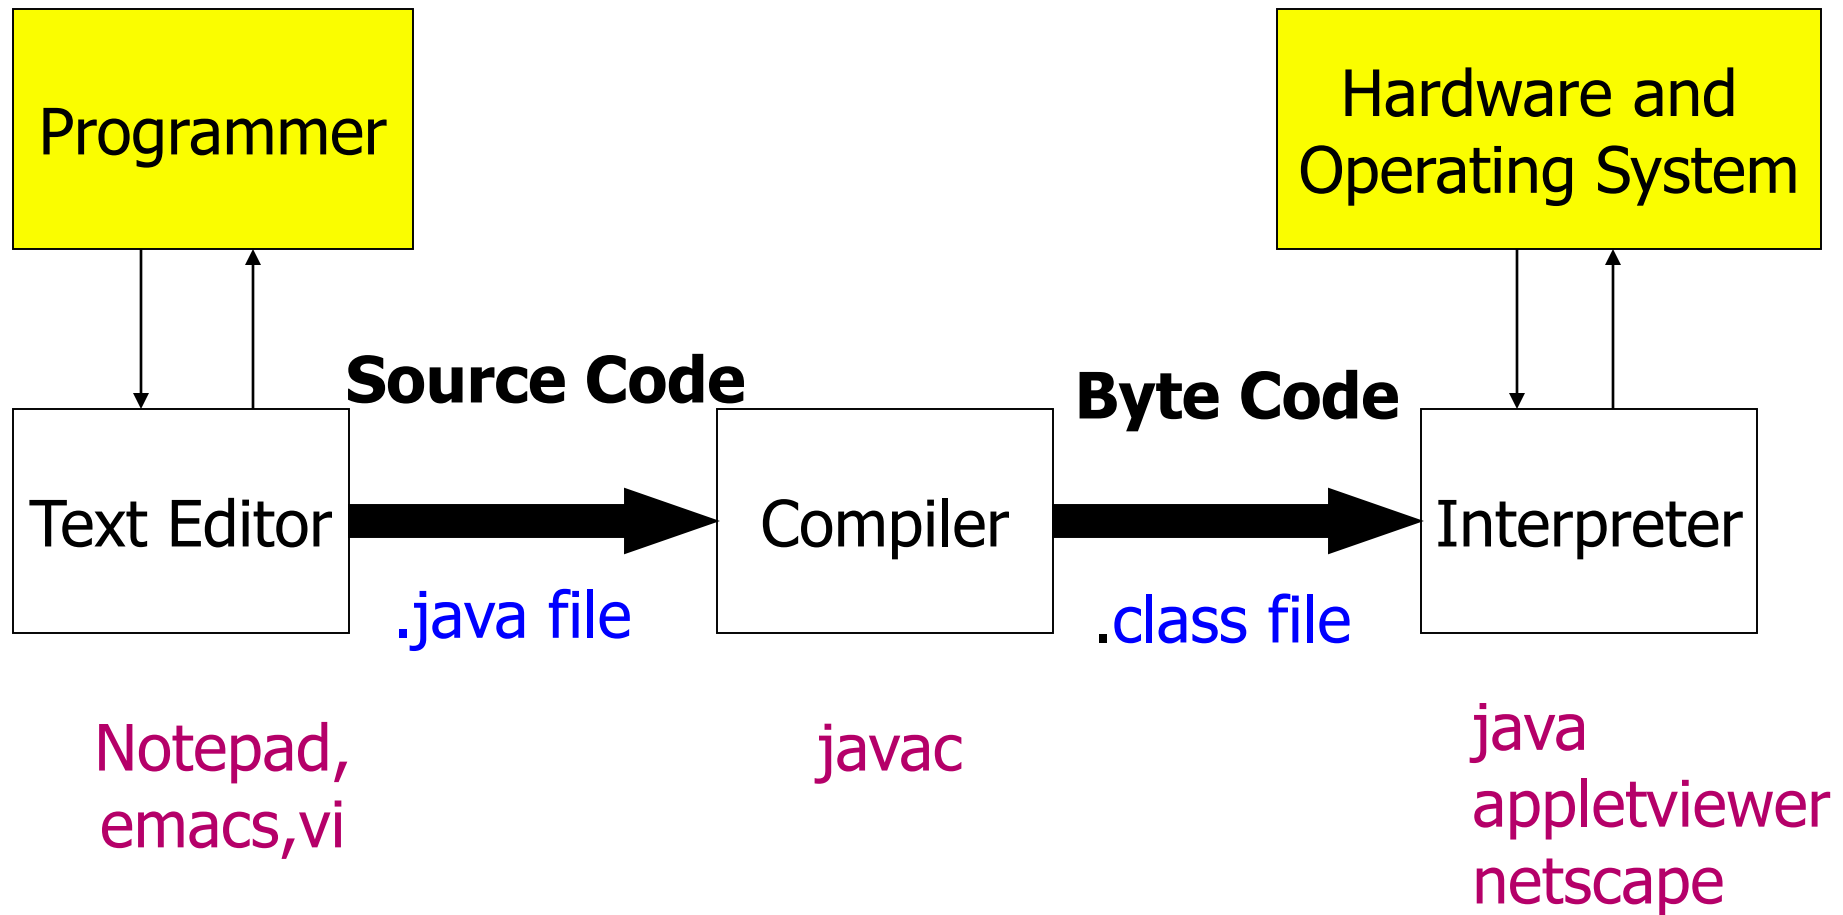 Programmer
Hardware and
Operating System
Source Code
Byte Code
Text Editor
Compiler
Interpreter
.java file
.class file
Notepad,
emacs,vi
javac
java
appletviewer
netscape